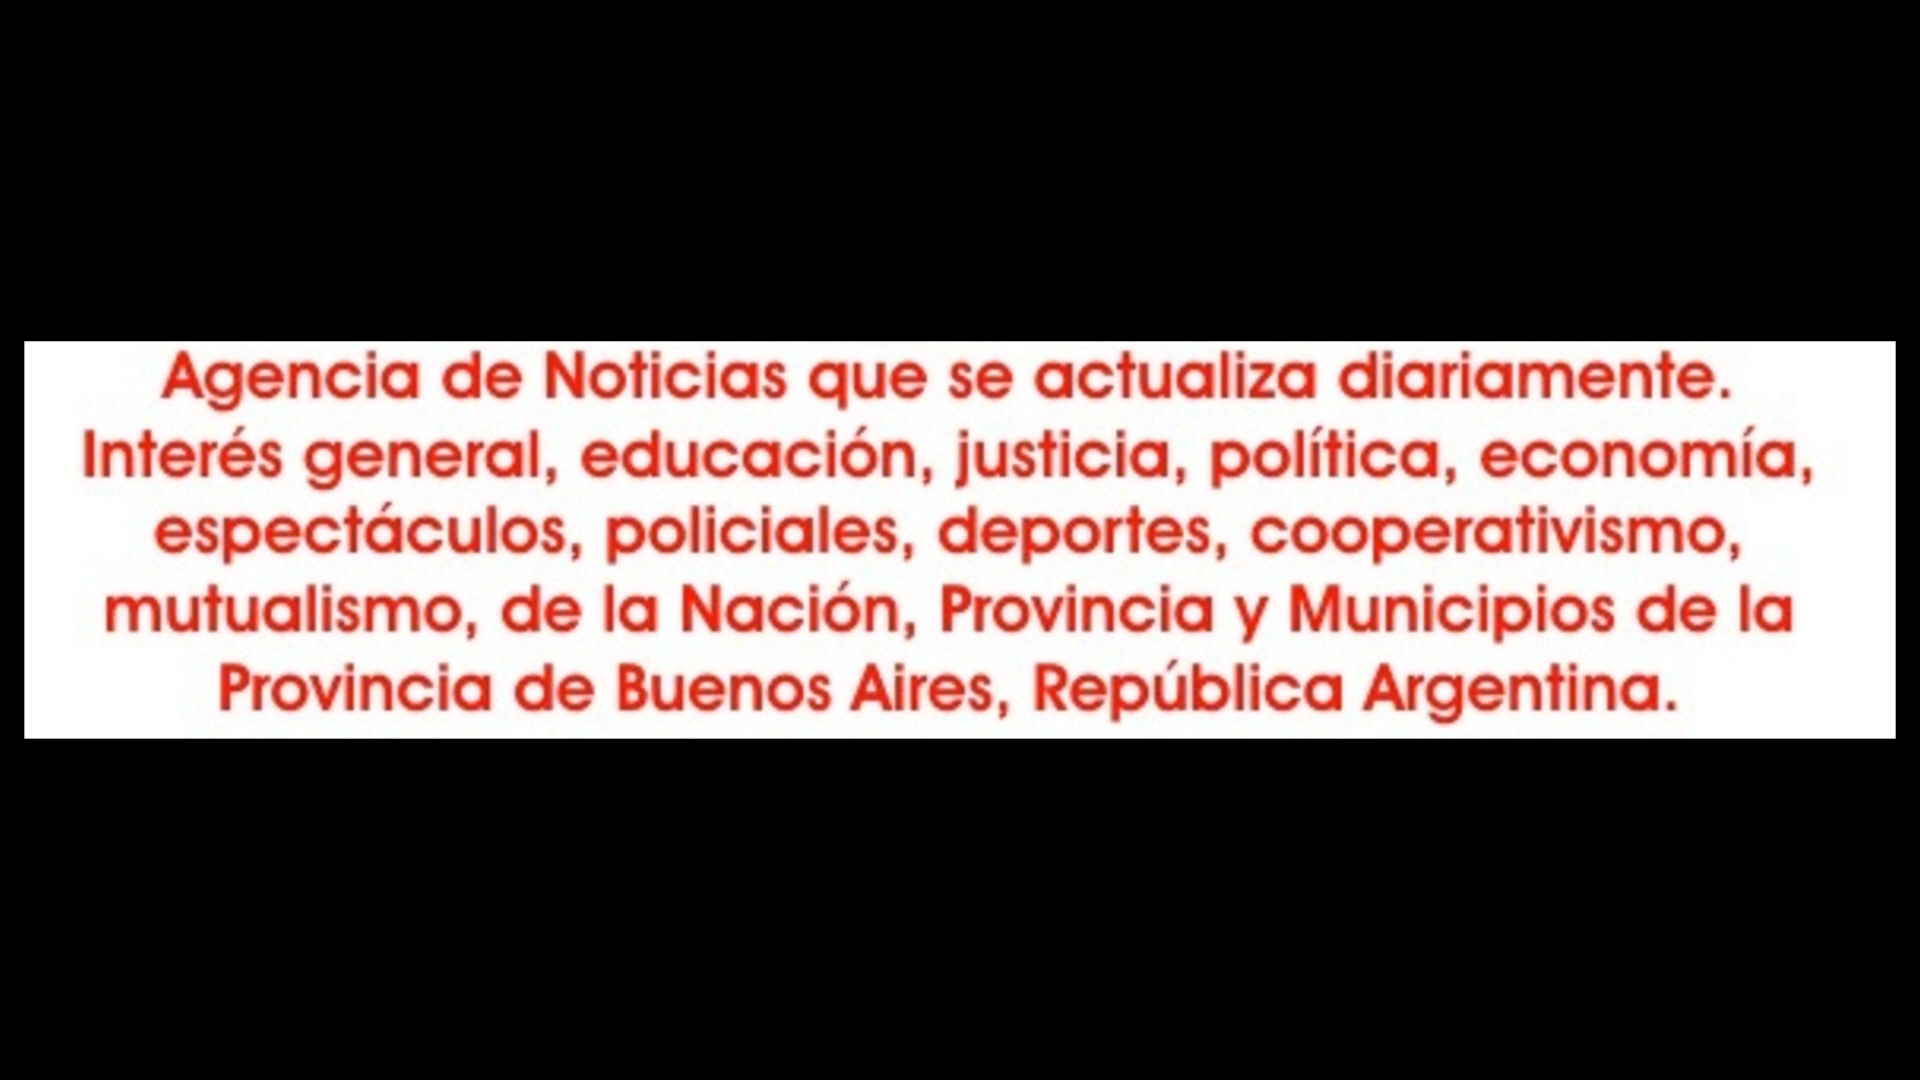 Agencia de Noticias que se actualiza diariamente.
Interés general, educación, justicia, política, economía,
espectáculos, policiales, deportes, cooperativismo,
mutualismo, de la Nación, Provincia y Municipios de la
Provincia de Buenos Aires, República Argentina.